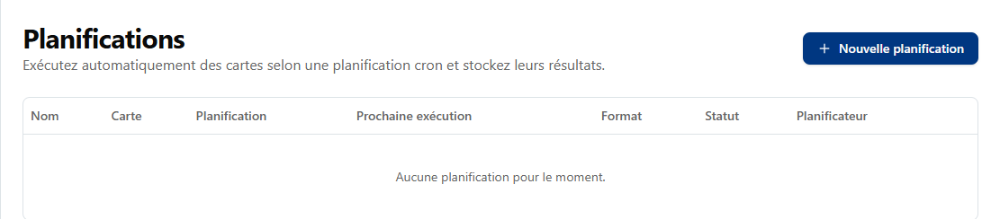 Planifications
Exécutez automatiquement des cartes selon une planification cron et stockez leurs résultats.
+ Nouvelle planification
Nom Carte Planification Prochaine exécution Format Statut Planificateur
Aucune planification pour le moment.